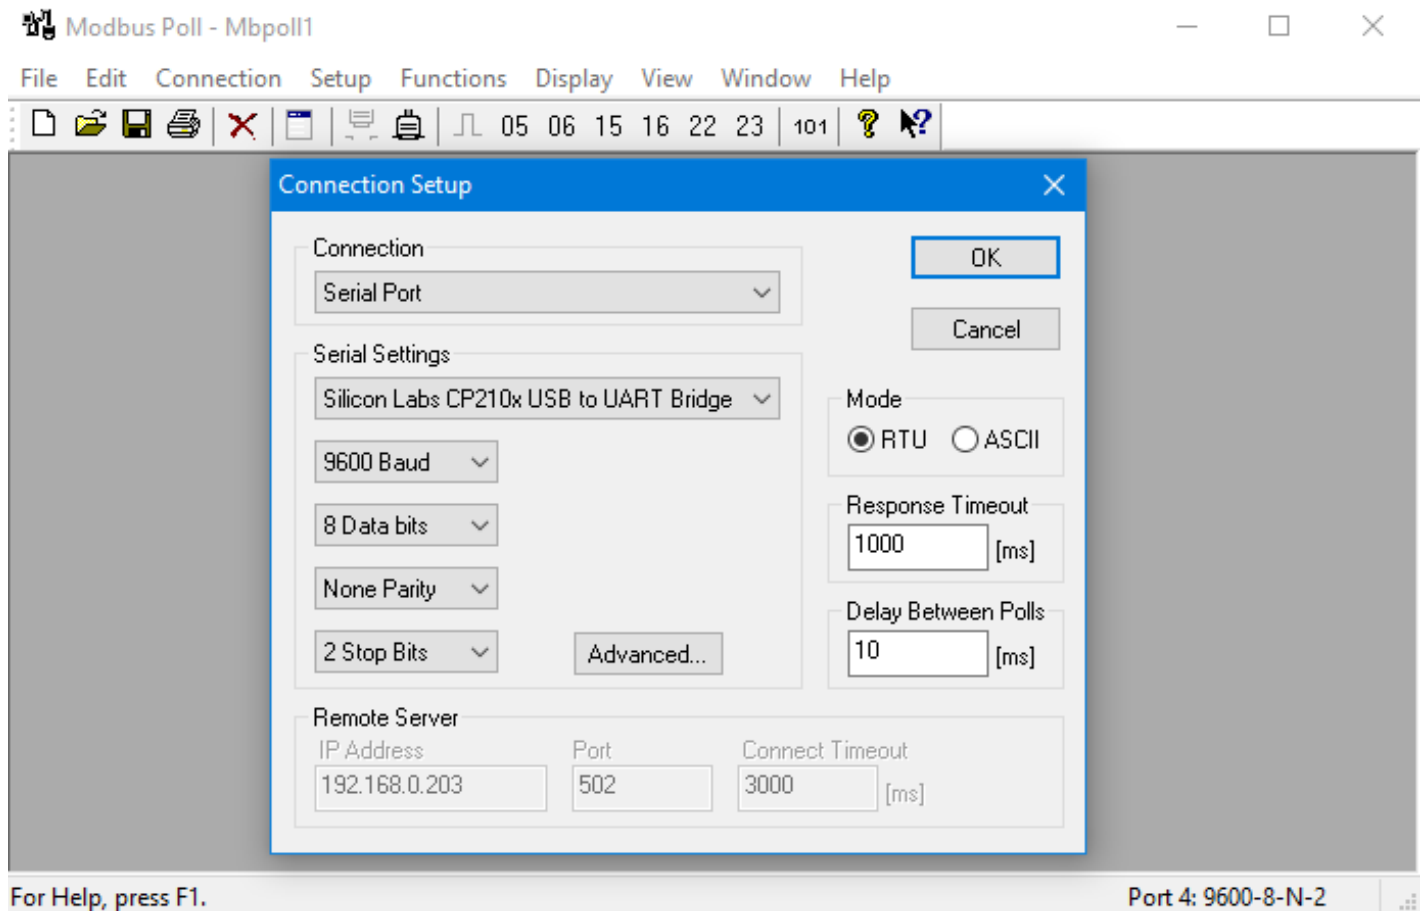 Modbus Poll - Mbpoll1
File Edit Connection Setup Functions Display View Window Help
05 06 15 16 22 23 101
Connection Setup
Connection
Serial Port
OK
Cancel
Serial Settings
Silicon Labs CP210x USB to UART Bridge
9600 Baud
8 Data bits
None Parity
2 Stop Bits
Advanced...
Mode
RTU ASCII
Response Timeout
1000 [ms]
Delay Between Polls
10 [ms]
Remote Server
IP Address Port Connect Timeout
192.168.0.203 502 3000 [ms]
For Help, press F1. Port 4: 9600-8-N-2